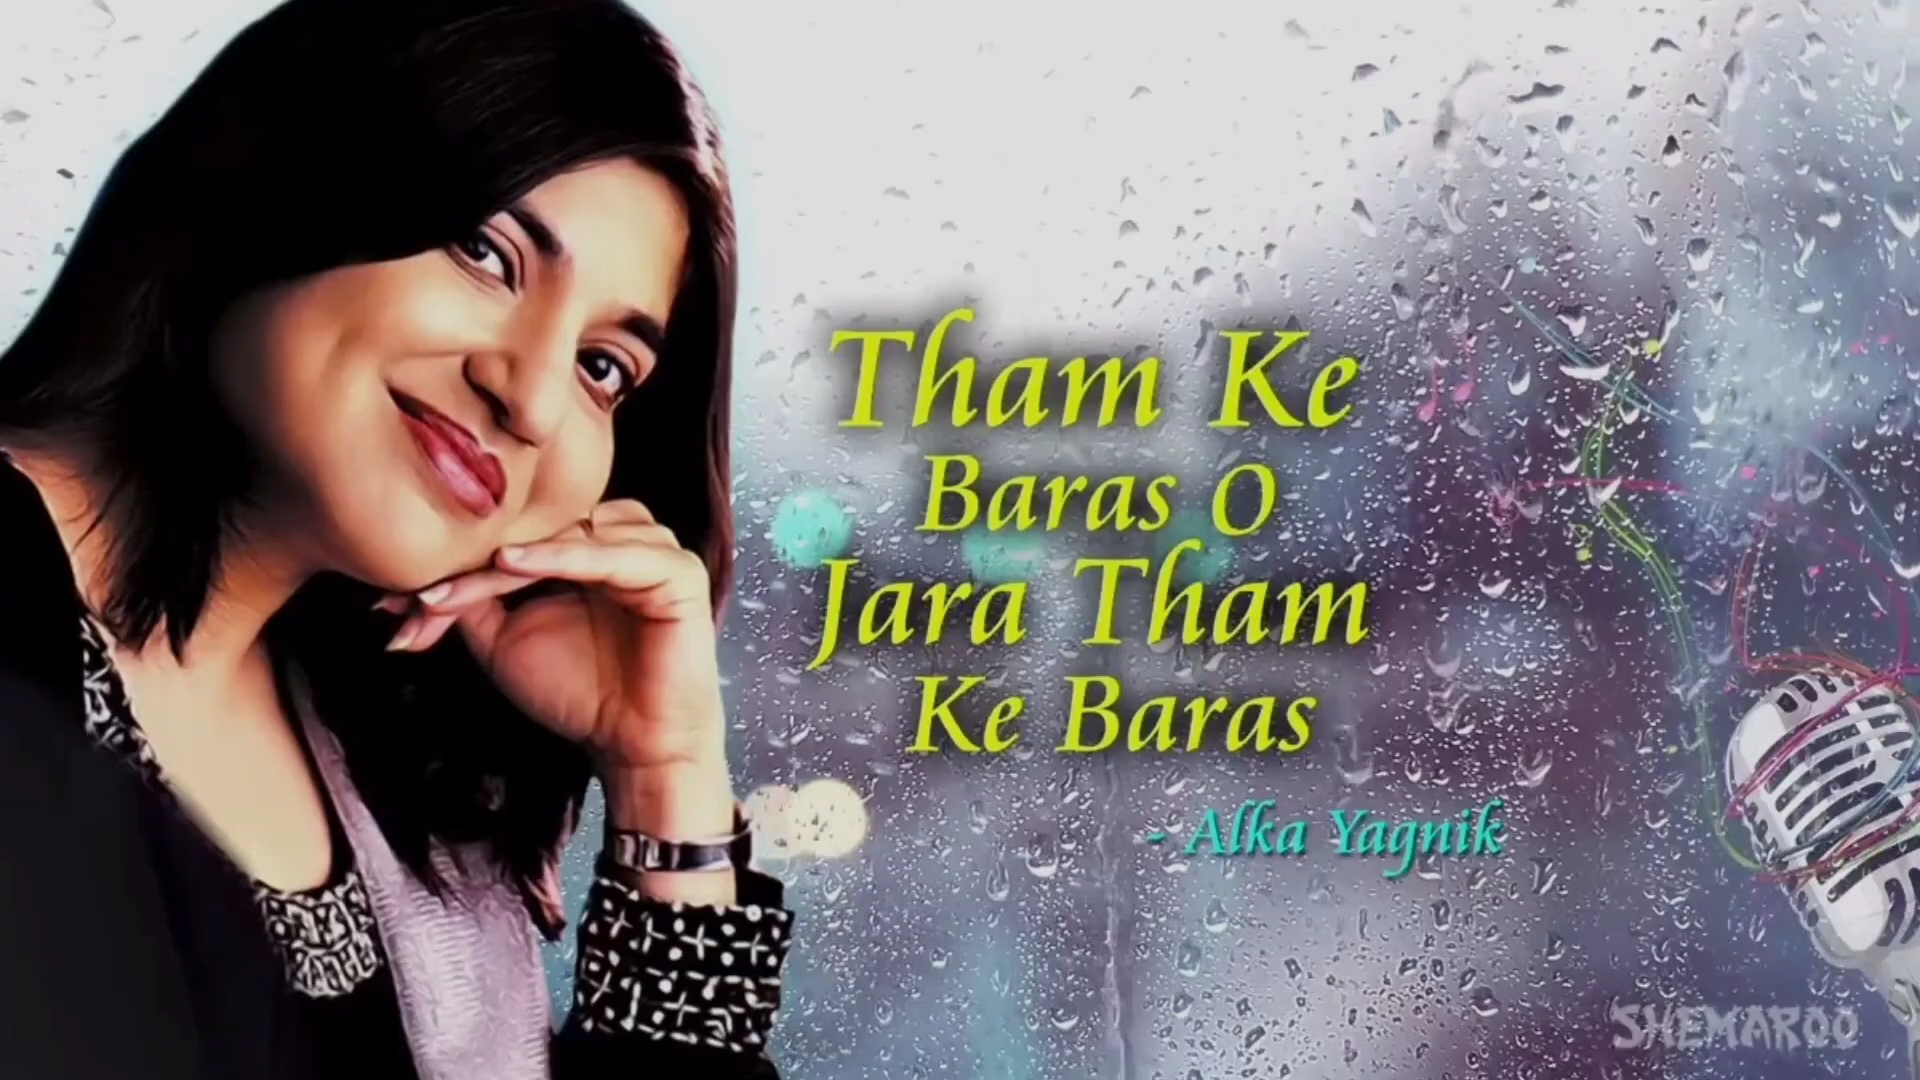 Tham Ke
Baras O
Jara Tham
Ke Baras
- Alka Yagnik
SHEMAROO